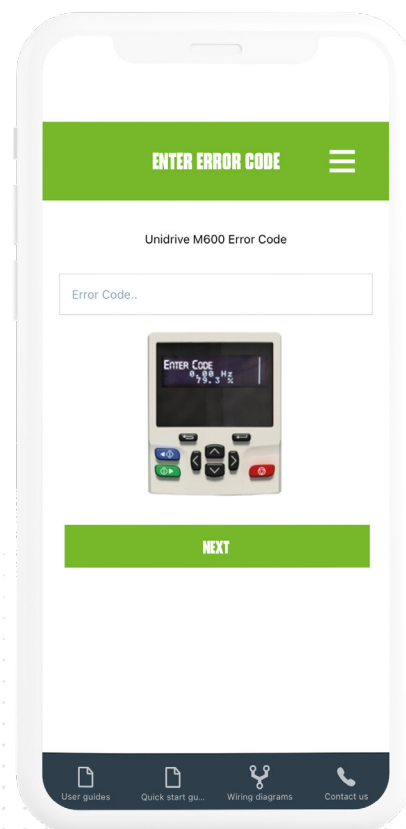 ENTER ERROR CODE
Unidrive M600 Error Code
Error Code..
Enter Code
0.00 Hz
79.3 %
NEXT
User guides
Quick start gu...
Wiring diagrams
Contact us